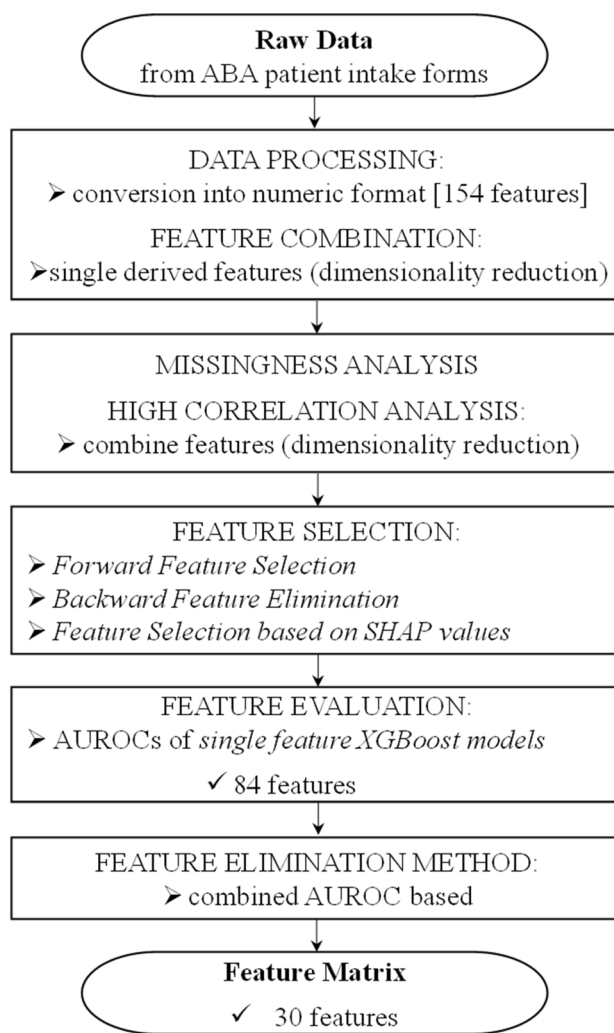 Raw Data
from ABA patient intake forms
DATA PROCESSING:
➢ conversion into numeric format [154 features]
FEATURE COMBINATION:
➢single derived features (dimensionality reduction)
MISSINGNESS ANALYSIS
HIGH CORRELATION ANALYSIS:
➢ combine features (dimensionality reduction)
FEATURE SELECTION:
➢ Forward Feature Selection
➢ Backward Feature Elimination
➢ Feature Selection based on SHAP values
FEATURE EVALUATION:
➢ AUROCs of single feature XGBoost models
✓ 84 features
FEATURE ELIMINATION METHOD:
➢ combined AUROC based
Feature Matrix
✓ 30 features